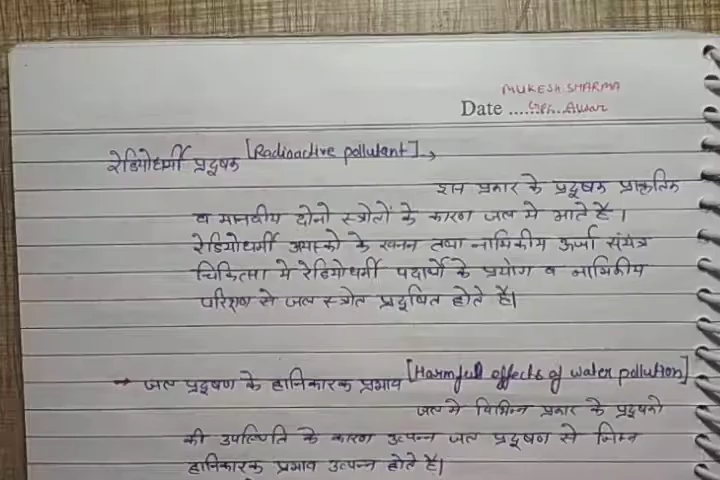 MUKESH SHARMA
Date ......Gph. Alwar
रेडियोधर्मी प्रदूषक [Radioactive pollutant] →
इस प्रकार के प्रदूषक प्राकृतिक
व मानवीय दोनो स्त्रोतों के कारण जल मे आते है।
रेडियोधर्मी अयस्को के खनन तथा नाभिकीय ऊर्जा संयंत्र
चिकित्सा मे रेडियोधर्मी पदार्थो के प्रयोग व नाभिकीय
परिक्षण से जल स्त्रोत प्रदूषित होते है।
→ जल प्रदूषण के हानिकारक प्रभाव [Harmful effects of water pollution]
जल मे विभिन्न प्रकार के प्रदूषको
की उपस्थिति के कारण उत्पन्न जल प्रदूषण से निम्न
हानिकारक प्रभाव उत्पन्न होते है।